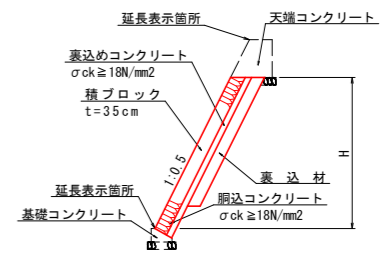 延長表示箇所
天端コンクリート
裏込めコンクリート
σck≧18N/mm2
積ブロック
t=35cm
1:0.5
H
裏込材
延長表示箇所
胴込コンクリート
基礎コンクリート
σck≧18N/mm2